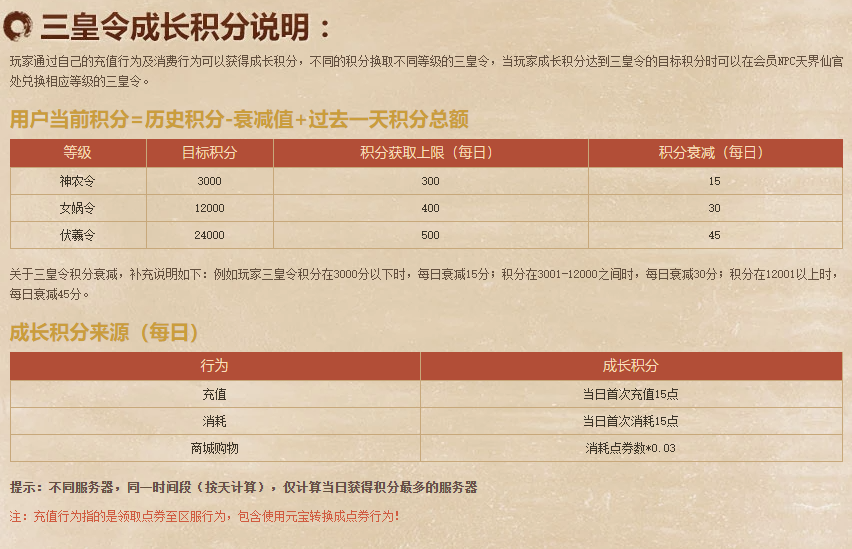 三皇令成长积分说明：
玩家通过自己的充值行为及消费行为可以获得成长积分，不同的积分换取不同等级的三皇令，当玩家成长积分达到三皇令的目标积分时可以在会员NPC天界仙官
处兑换相应等级的三皇令。
用户当前积分=历史积分-衰减值+过去一天积分总额
等级 目标积分 积分获取上限（每日） 积分衰减（每日）
神农令 3000 300 15
女娲令 12000 400 30
伏羲令 24000 500 45
关于三皇令积分衰减，补充说明如下：例如玩家三皇令积分在3000分以下时，每日衰减15分；积分在3001-12000之间时，每日衰减30分；积分在12001以上时，
每日衰减45分。
成长积分来源（每日）
行为 成长积分
充值 当日首次充值15点
消耗 当日首次消耗15点
商城购物 消耗点券数*0.03
提示：不同服务器，同一时间段（按天计算），仅计算当日获得积分最多的服务器
注：充值行为指的是领取点券至区服行为，包含使用元宝转换成点券行为！